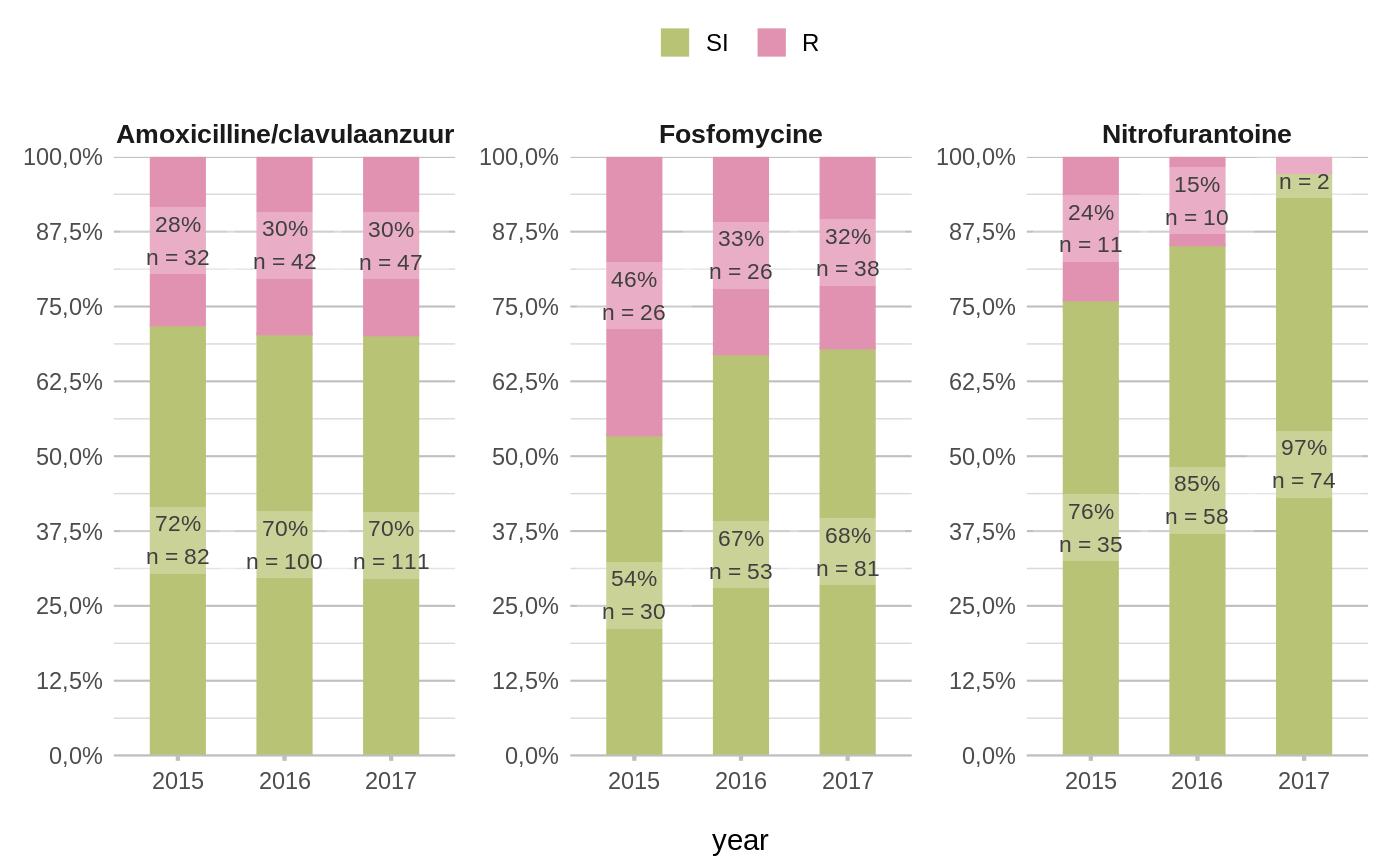 SI R
Amoxicilline/clavulaanzuur Fosfomycine Nitrofurantoine
100,0% 100,0% 100,0%
28% 30% 30% 46% 33% 32% 24% 15%
n = 32 n = 42 n = 47 n = 26 n = 26 n = 38 n = 11 n = 10 n = 2
87,5% 87,5% 87,5%
75,0% 75,0% 75,0%
62,5% 62,5% 62,5%
50,0% 50,0% 50,0%
72% 70% 70% 54% 67% 68% 76% 85% 97%
n = 82 n = 100 n = 111 n = 30 n = 53 n = 81 n = 35 n = 58 n = 74
37,5% 37,5% 37,5%
25,0% 25,0% 25,0%
12,5% 12,5% 12,5%
0,0% 0,0% 0,0%
2015 2016 2017 2015 2016 2017 2015 2016 2017
year